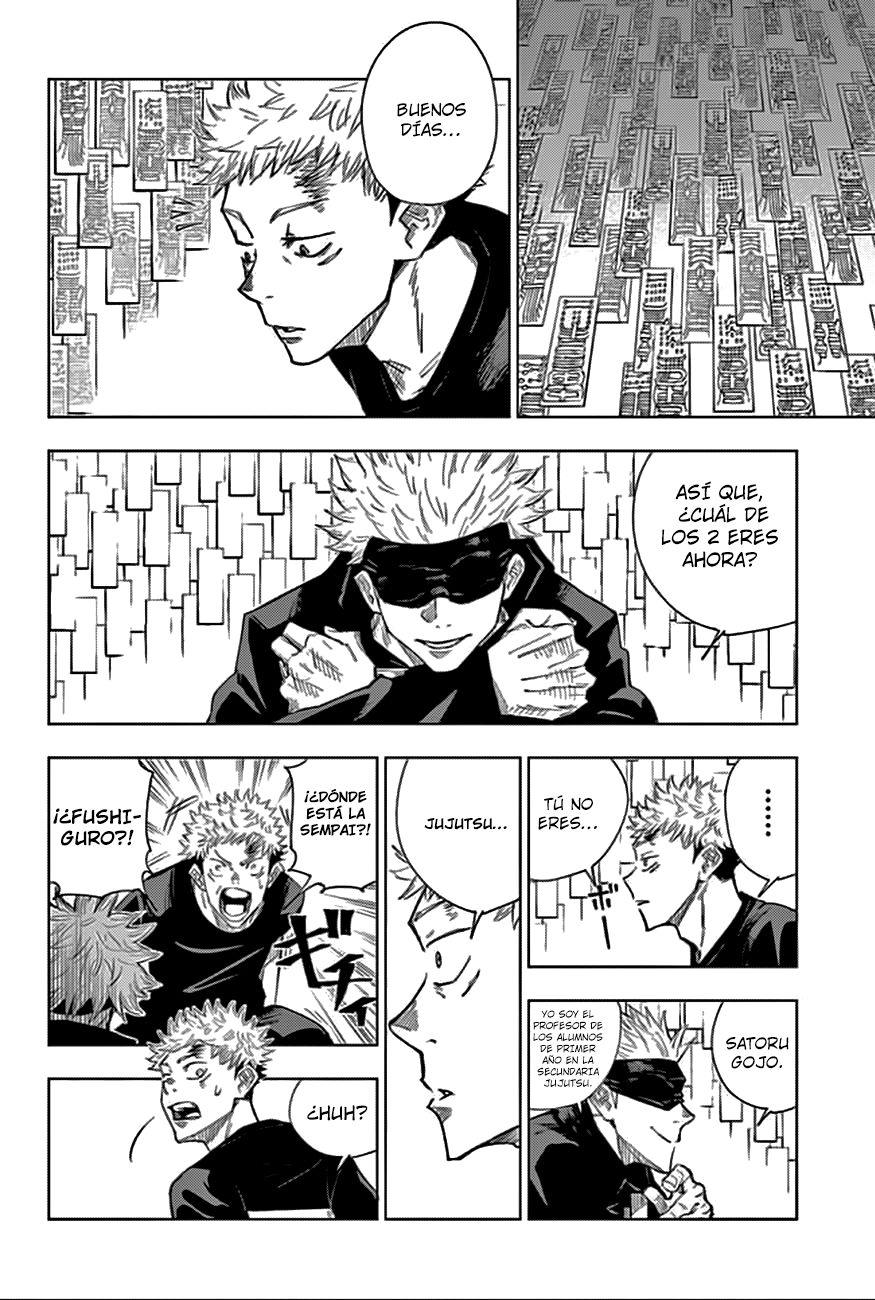 BUENOS
DÍAS...
ASÍ QUE,
¿CUÁL DE
LOS 2 ERES
AHORA?
......
TÚ NO
ERES...
SATORU
GOJO.
YO SOY EL
PROFESOR DE
LOS ALUMNOS
DE PRIMER
AÑO EN LA
SECUNDARIA
JUJUTSU.
JUJUTSU...
¡¿DÓNDE
ESTÁ LA
SEMPAI?!
¡¿FUSHI-
GURO?!
¿HUH?